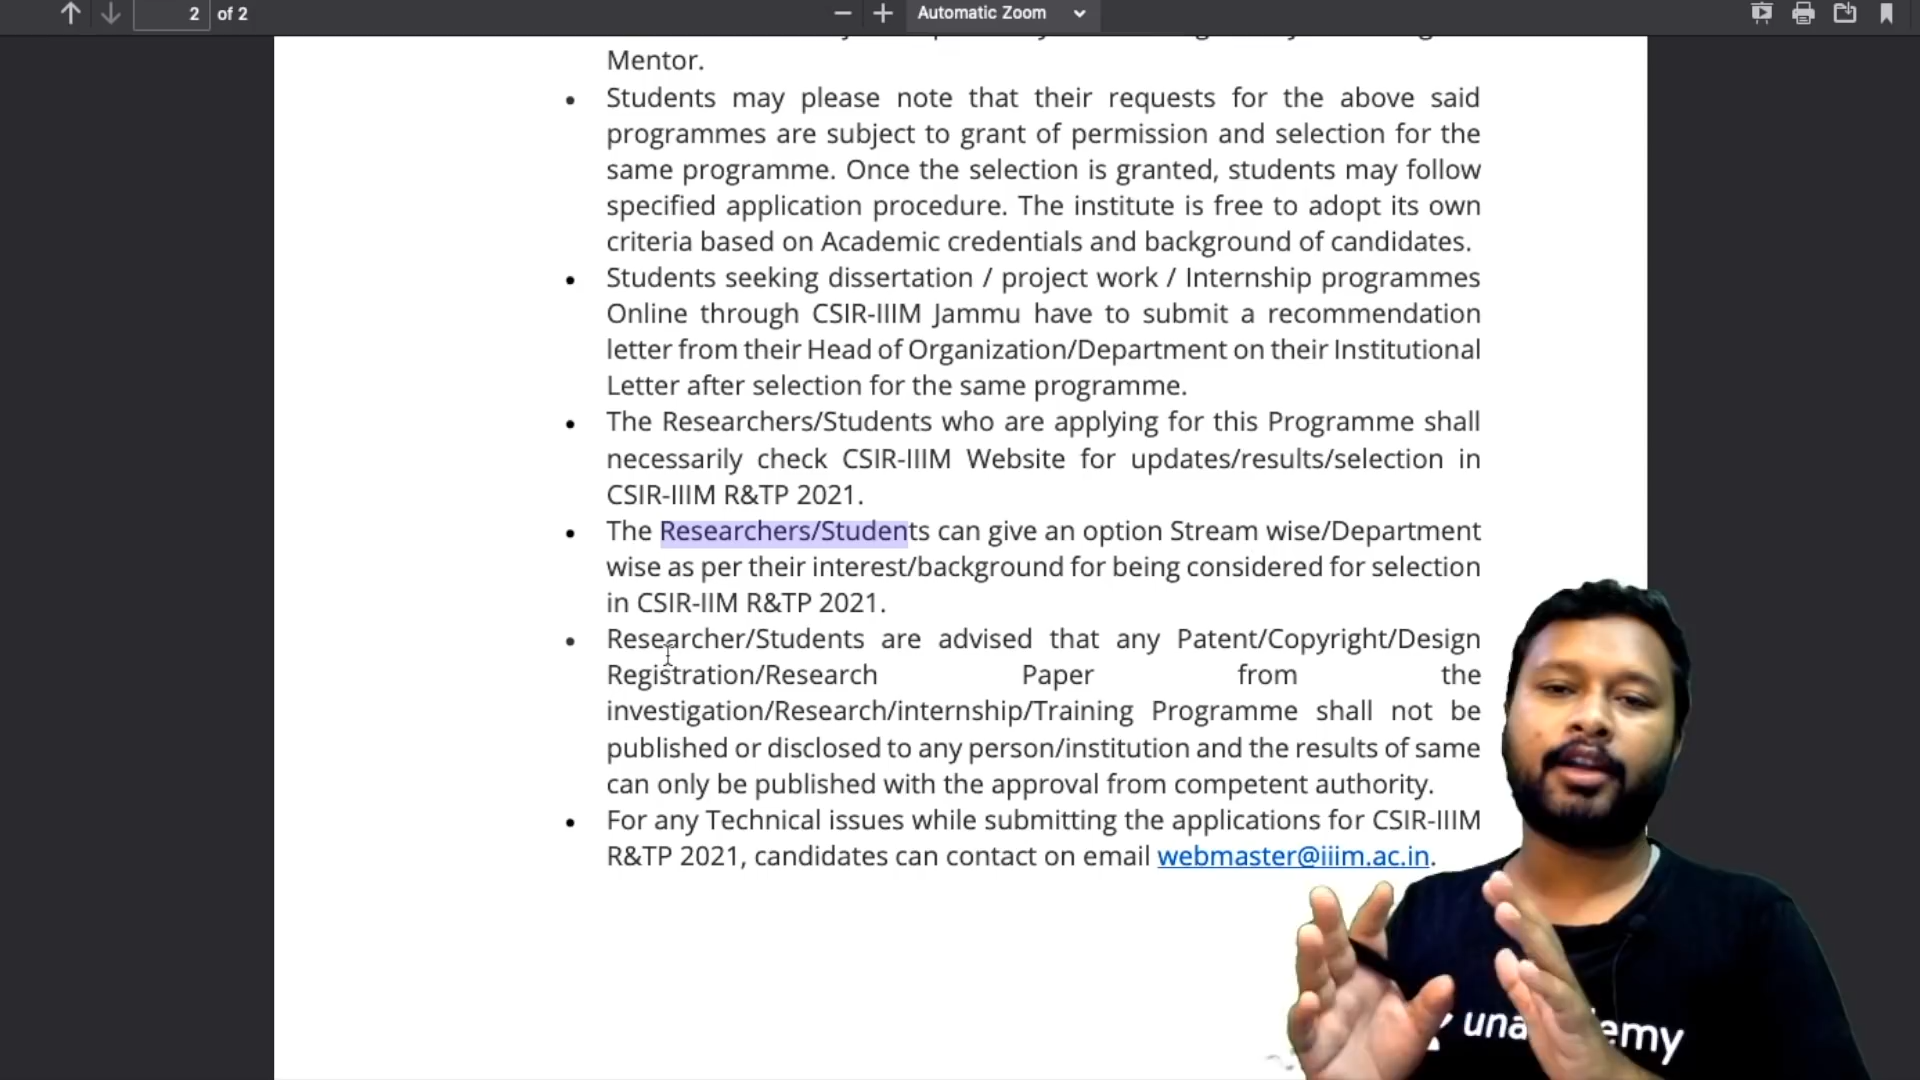 2 of 2
Automatic Zoom
Mentor.
Students may please note that their requests for the above said
programmes are subject to grant of permission and selection for the
same programme. Once the selection is granted, students may follow
specified application procedure. The institute is free to adopt its own
criteria based on Academic credentials and background of candidates.
Students seeking dissertation / project work / Internship programmes
Online through CSIR-IIIM Jammu have to submit a recommendation
letter from their Head of Organization/Department on their Institutional
Letter after selection for the same programme.
The Researchers/Students who are applying for this Programme shall
necessarily check CSIR-IIIM Website for updates/results/selection in
CSIR-IIIM R&TP 2021.
The Researchers/Students can give an option Stream wise/Department
wise as per their interest/background for being considered for selection
in CSIR-IIM R&TP 2021.
Researcher/Students are advised that any Patent/Copyright/Design
Registration/Research Paper from the
investigation/Research/internship/Training Programme shall not be
published or disclosed to any person/institution and the results of same
can only be published with the approval from competent authority.
For any Technical issues while submitting the applications for CSIR-IIIM
R&TP 2021, candidates can contact on email webmaster@iiim.ac.in.